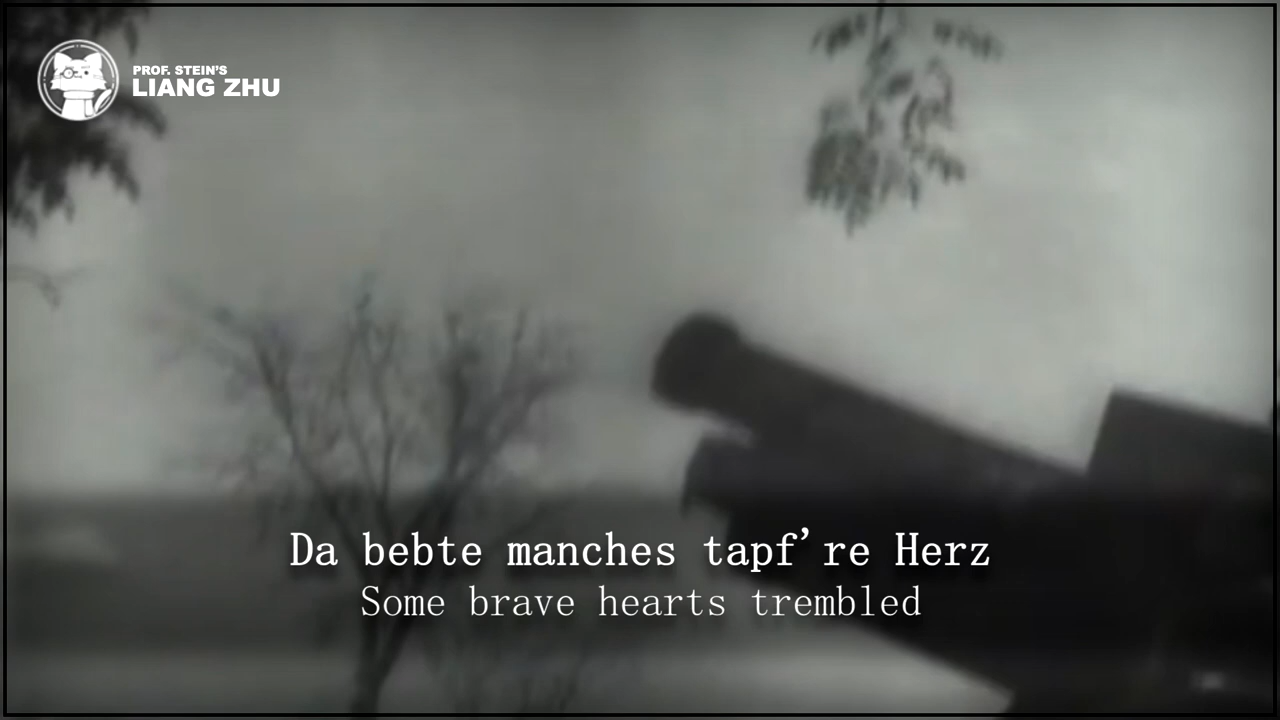 PROF. STEIN'S
LIANG ZHU
Da bebte manches tapf’re Herz
Some brave hearts trembled